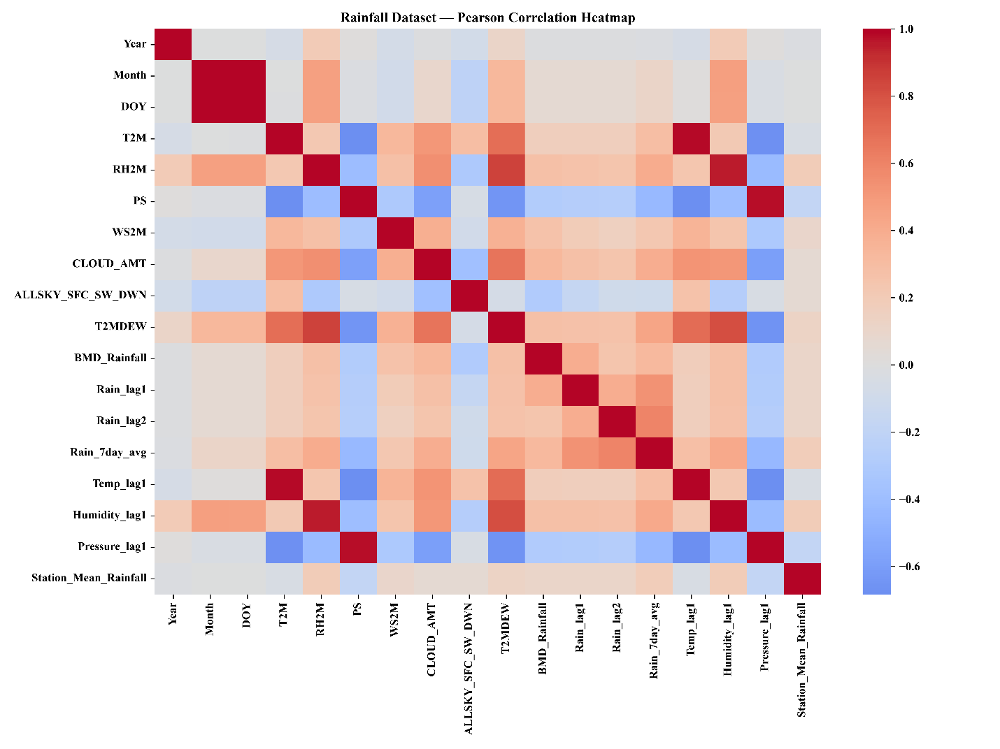 Rainfall Dataset — Pearson Correlation Heatmap
Year
Month
DOY
T2M
RH2M
PS
WS2M
CLOUD_AMT
ALLSKY_SFC_SW_DWN
T2MDEW
BMD_Rainfall
Rain_lag1
Rain_lag2
Rain_7day_avg
Temp_lag1
Humidity_lag1
Pressure_lag1
Station_Mean_Rainfall
Year
Month
DOY
T2M
RH2M
PS
WS2M
CLOUD_AMT
ALLSKY_SFC_SW_DWN
T2MDEW
BMD_Rainfall
Rain_lag1
Rain_lag2
Rain_7day_avg
Temp_lag1
Humidity_lag1
Pressure_lag1
Station_Mean_Rainfall
1.0
0.8
0.6
0.4
0.2
0.0
−0.2
−0.4
−0.6